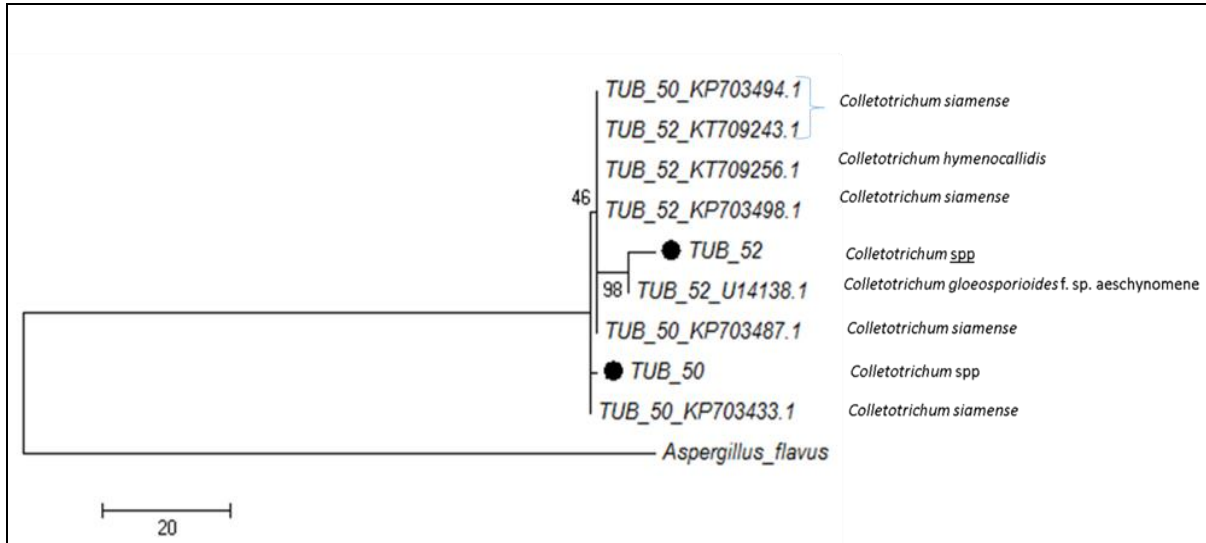 TUB_50_KP703494.1
TUB_52_KT709243.1
Colletotrichum siamense
TUB_52_KT709256.1 Colletotrichum hymenocallidis
46 TUB_52_KP703498.1 Colletotrichum siamense
TUB_52 Colletotrichum spp
98 TUB_52_U14138.1 Colletotrichum gloeosporioides f. sp. aeschynomene
TUB_50_KP703487.1 Colletotrichum siamense
TUB_50 Colletotrichum spp
TUB_50_KP703433.1 Colletotrichum siamense
Aspergillus_flavus
20